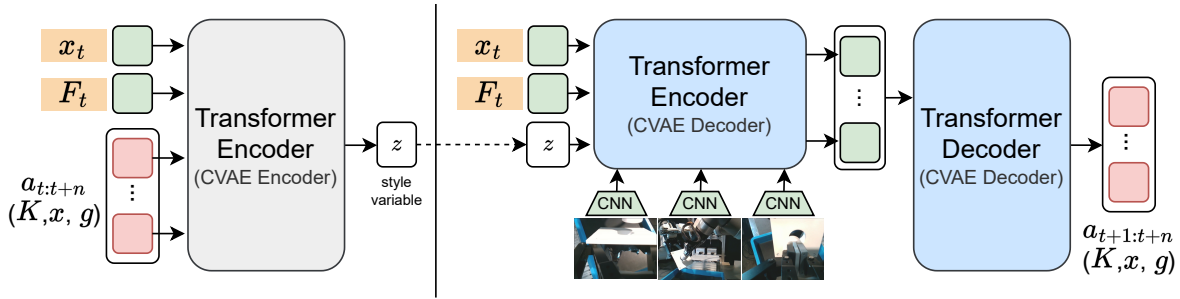 x_t
F_t
a_{t:t+n}
(K,x, g)
Transformer
Encoder
(CVAE Encoder)
z
style
variable
x_t
F_t
z
Transformer
Encoder
(CVAE Decoder)
CNN
CNN
CNN
Transformer
Decoder
(CVAE Decoder)
a_{t+1:t+n}
(K,x, g)